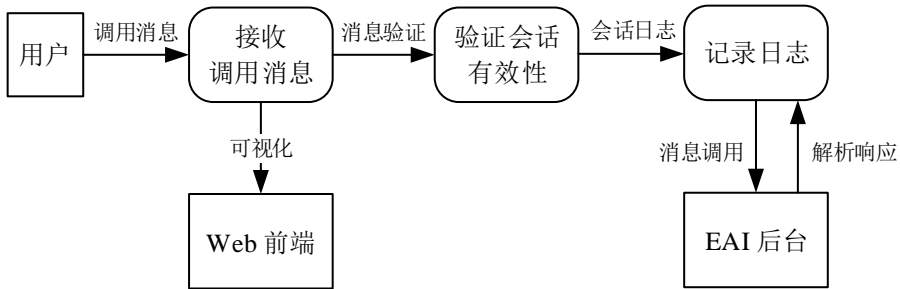 用户
调用消息
接收
调用消息
消息验证
验证会话
有效性
会话日志
记录日志
可视化
消息调用
解析响应
Web 前端
EAI 后台